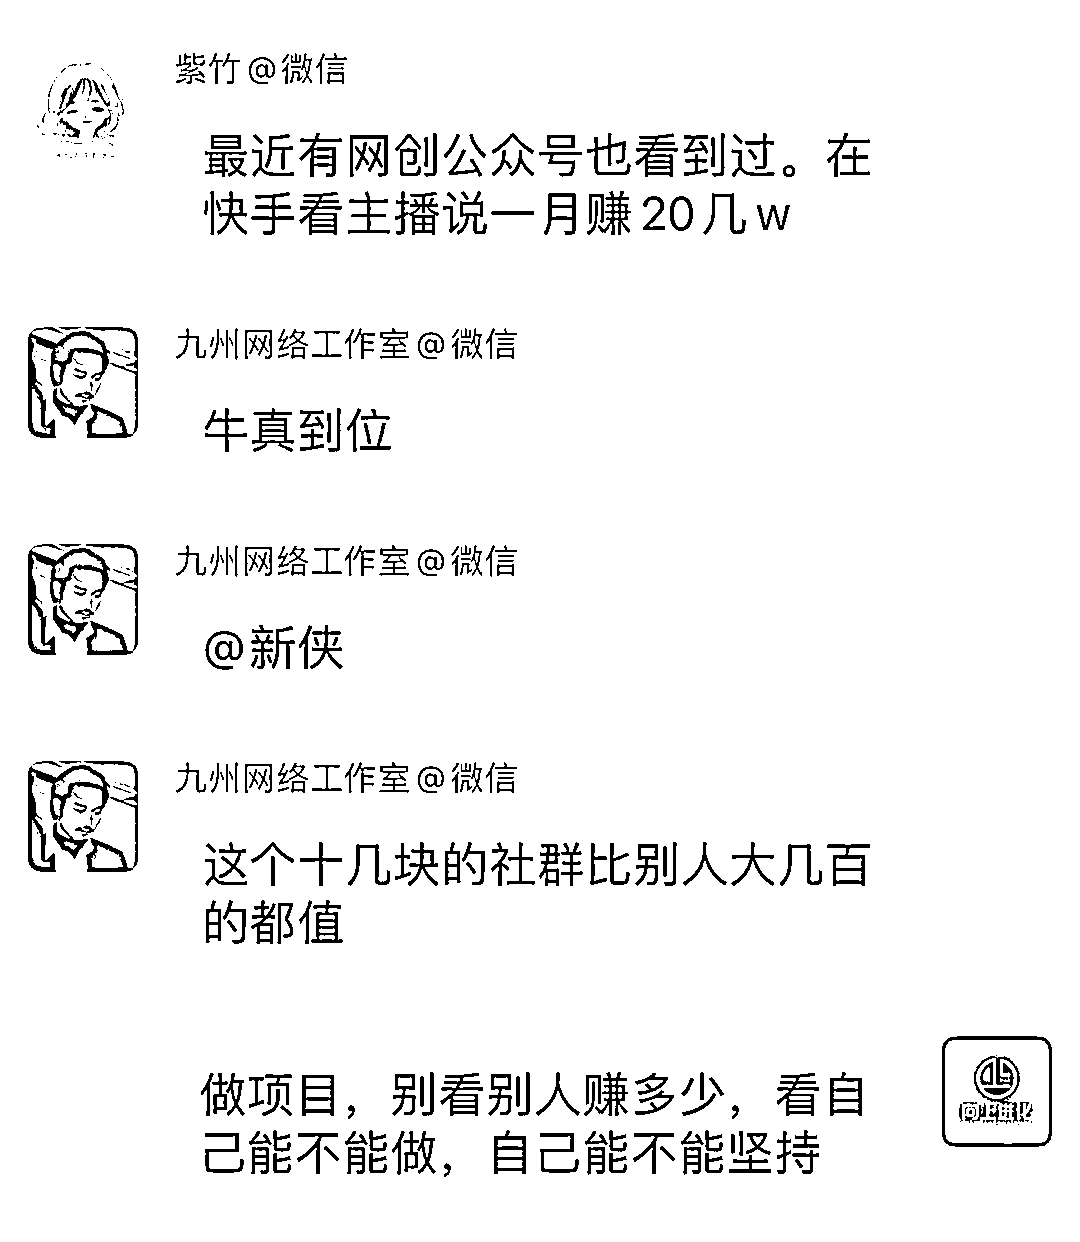 紫竹@微信
最近有网创公众号也看到过。在
快手看主播说一月赚20几w
九州网络工作室@微信
牛真到位
九州网络工作室@微信
@新侠
九州网络工作室@微信
这个十几块的社群比别人大几百
的都值
做项目，别看别人赚多少，看自
己能不能做，自己能不能坚持
向上进化